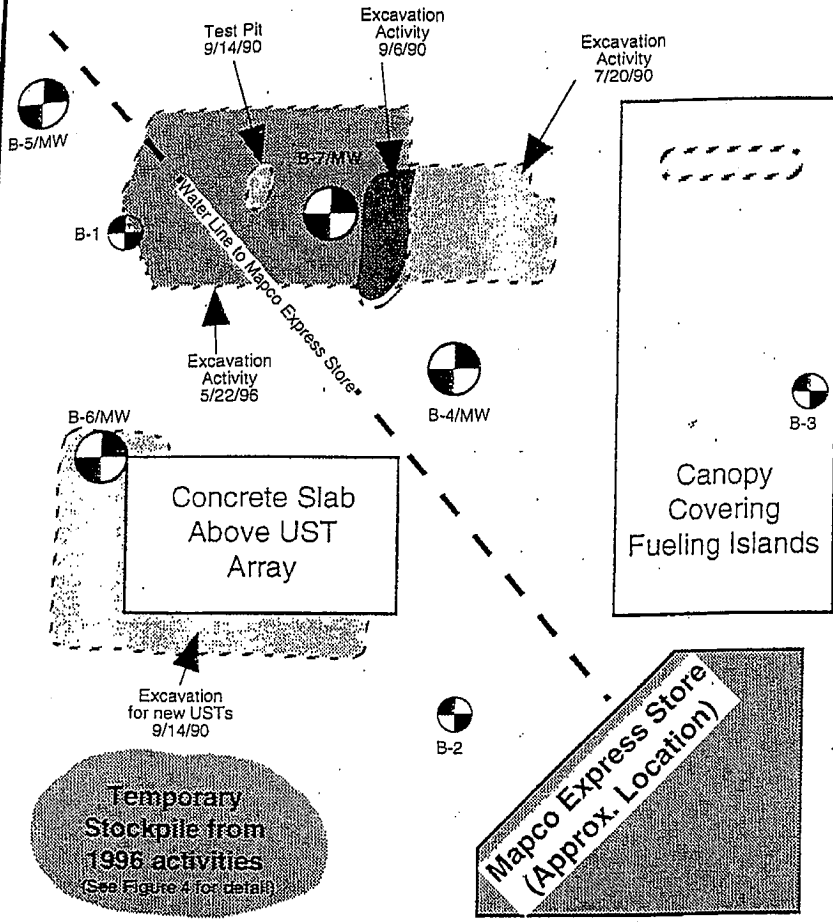 Test Pit
9/14/90
Excavation
Activity
9/6/90
Excavation
Activity
7/20/90
B-5/MW
B-7/MW
B-1
"Water Line to Mapco Express Store"
Excavation
Activity
5/22/96
B-4/MW
B-3
B-6/MW
Concrete Slab
Above UST
Array
Canopy
Covering
Fueling Islands
Excavation
for new USTs
9/14/90
B-2
Mapco Express Store
(Approx. Location)
Temporary
Stockpile from
1996 activities
(See Figure 4 for detail)